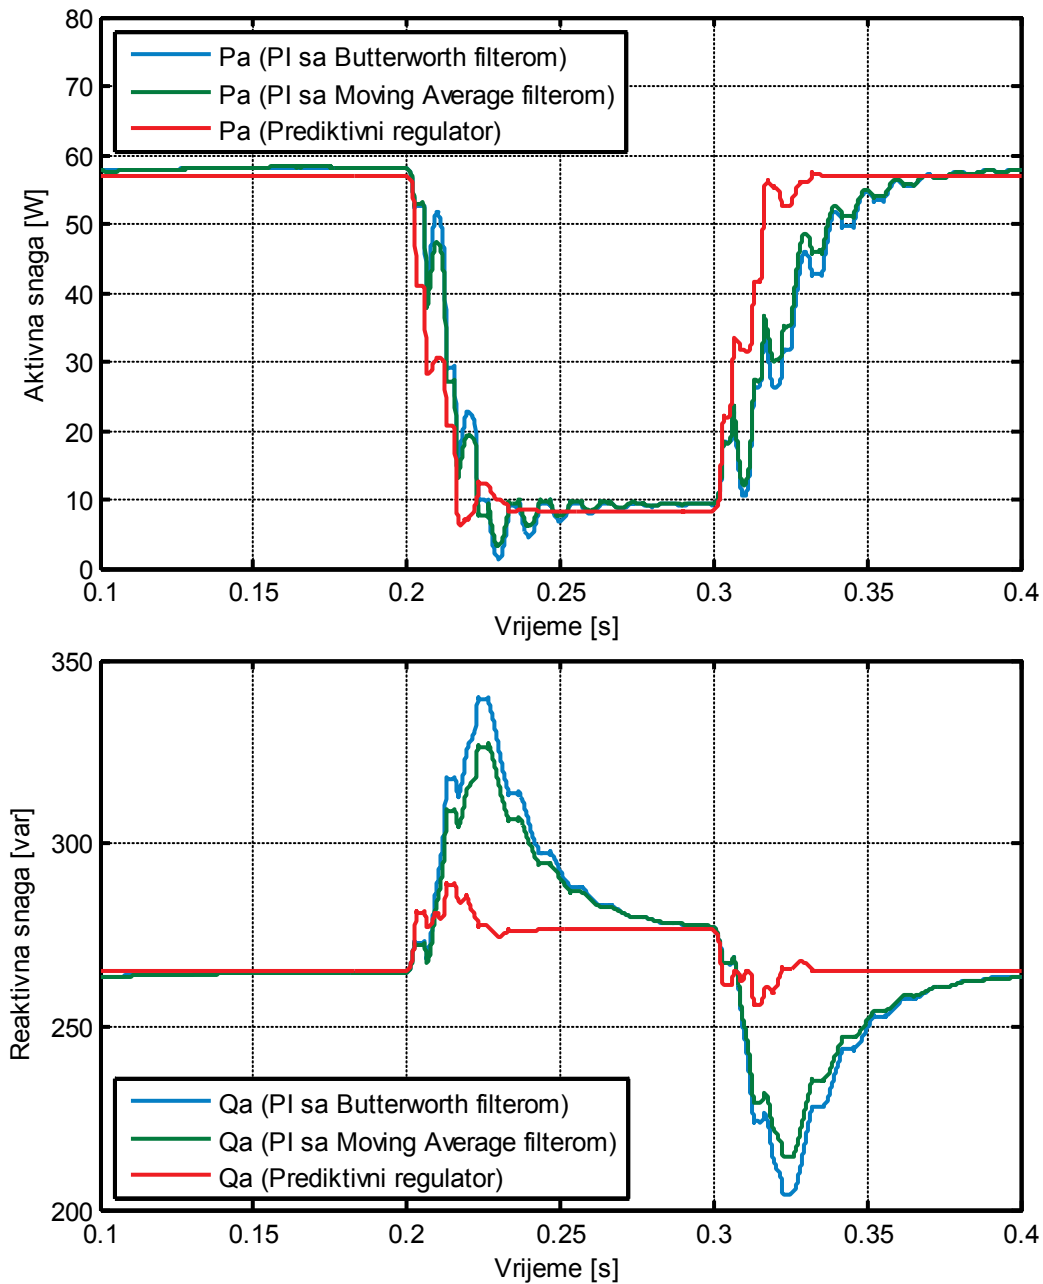 80
70
60
50
40
30
20
10
0
Aktivna snaga [W]
Pa (PI sa Butterworth filterom)
Pa (PI sa Moving Average filterom)
Pa (Prediktivni regulator)
0.1 0.15 0.2 0.25 0.3 0.35 0.4
Vrijeme [s]
350
300
250
200
Reaktivna snaga [var]
Qa (PI sa Butterworth filterom)
Qa (PI sa Moving Average filterom)
Qa (Prediktivni regulator)
0.1 0.15 0.2 0.25 0.3 0.35 0.4
Vrijeme [s]